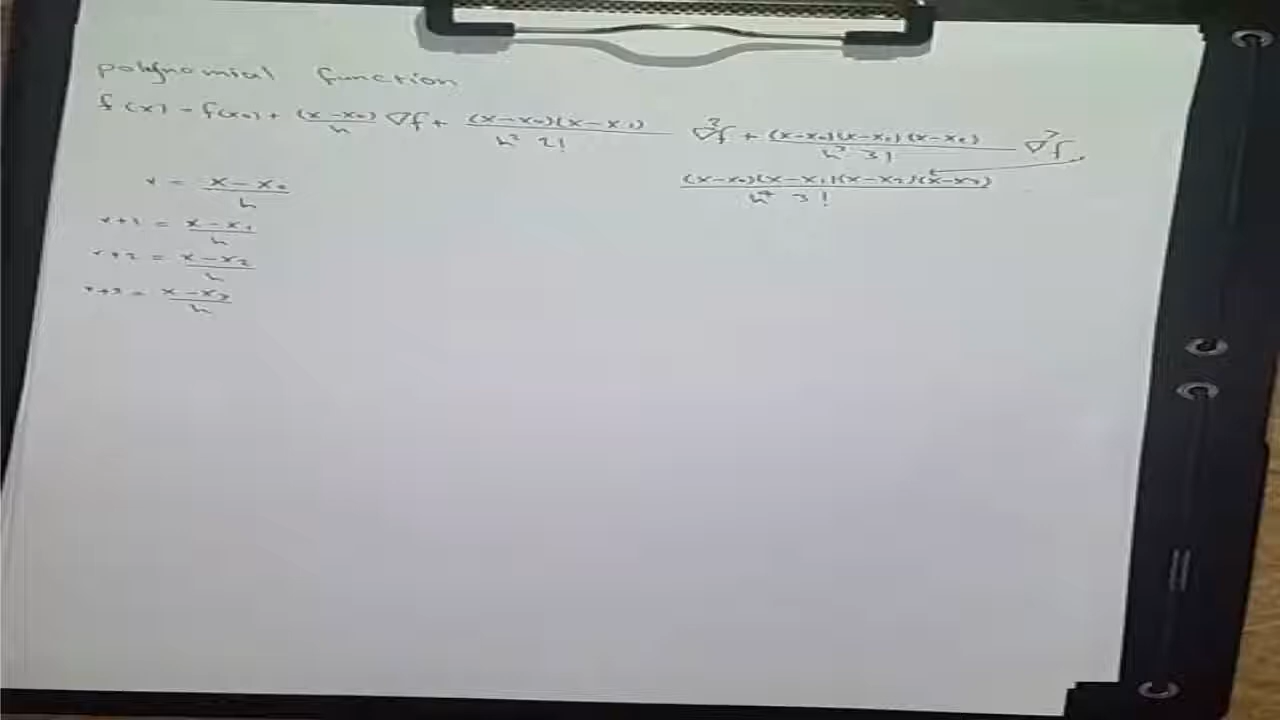 polynomial function
f(x) = f(x₀) + (x-x₀)/h ∇f + (x-x₀)(x-x₁)/h² 2! ∇²f + (x-x₀)(x-x₁)(x-x₂)/h³ 3! ∇³f
(x-x₀)(x-x₁)(x-x₂)(x-x₃)/h⁴ 3!
r = x-x₀/h
r+1 = x-x₁/h
r+2 = x-x₂/h
r+3 = x-x₃/h